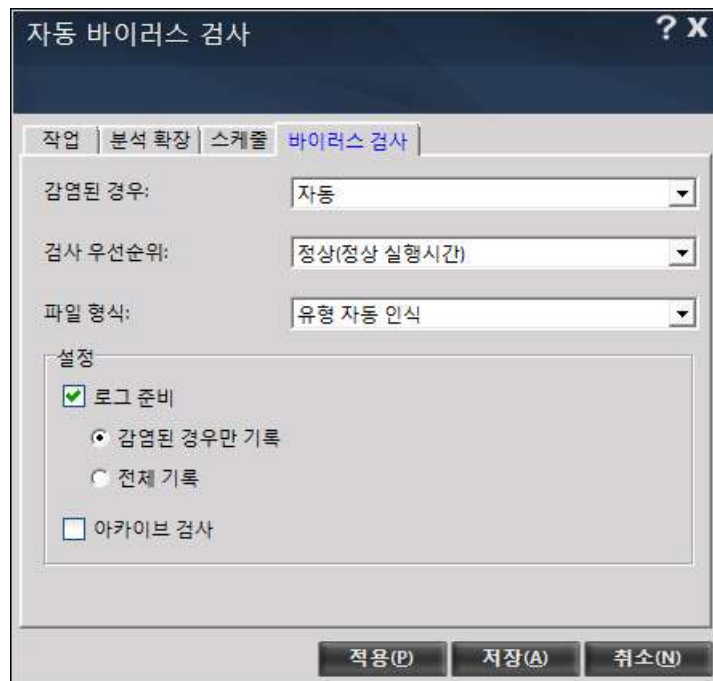 자동 바이러스 검사 ? X
작업 분석 확장 스케줄 바이러스 검사
감염된 경우: 자동
검사 우선순위: 정상(정상 실행시간)
파일 형식: 유형 자동 인식
설정
로그 준비
감염된 경우만 기록
전체 기록
아카이브 검사
적용(P) 저장(A) 취소(N)